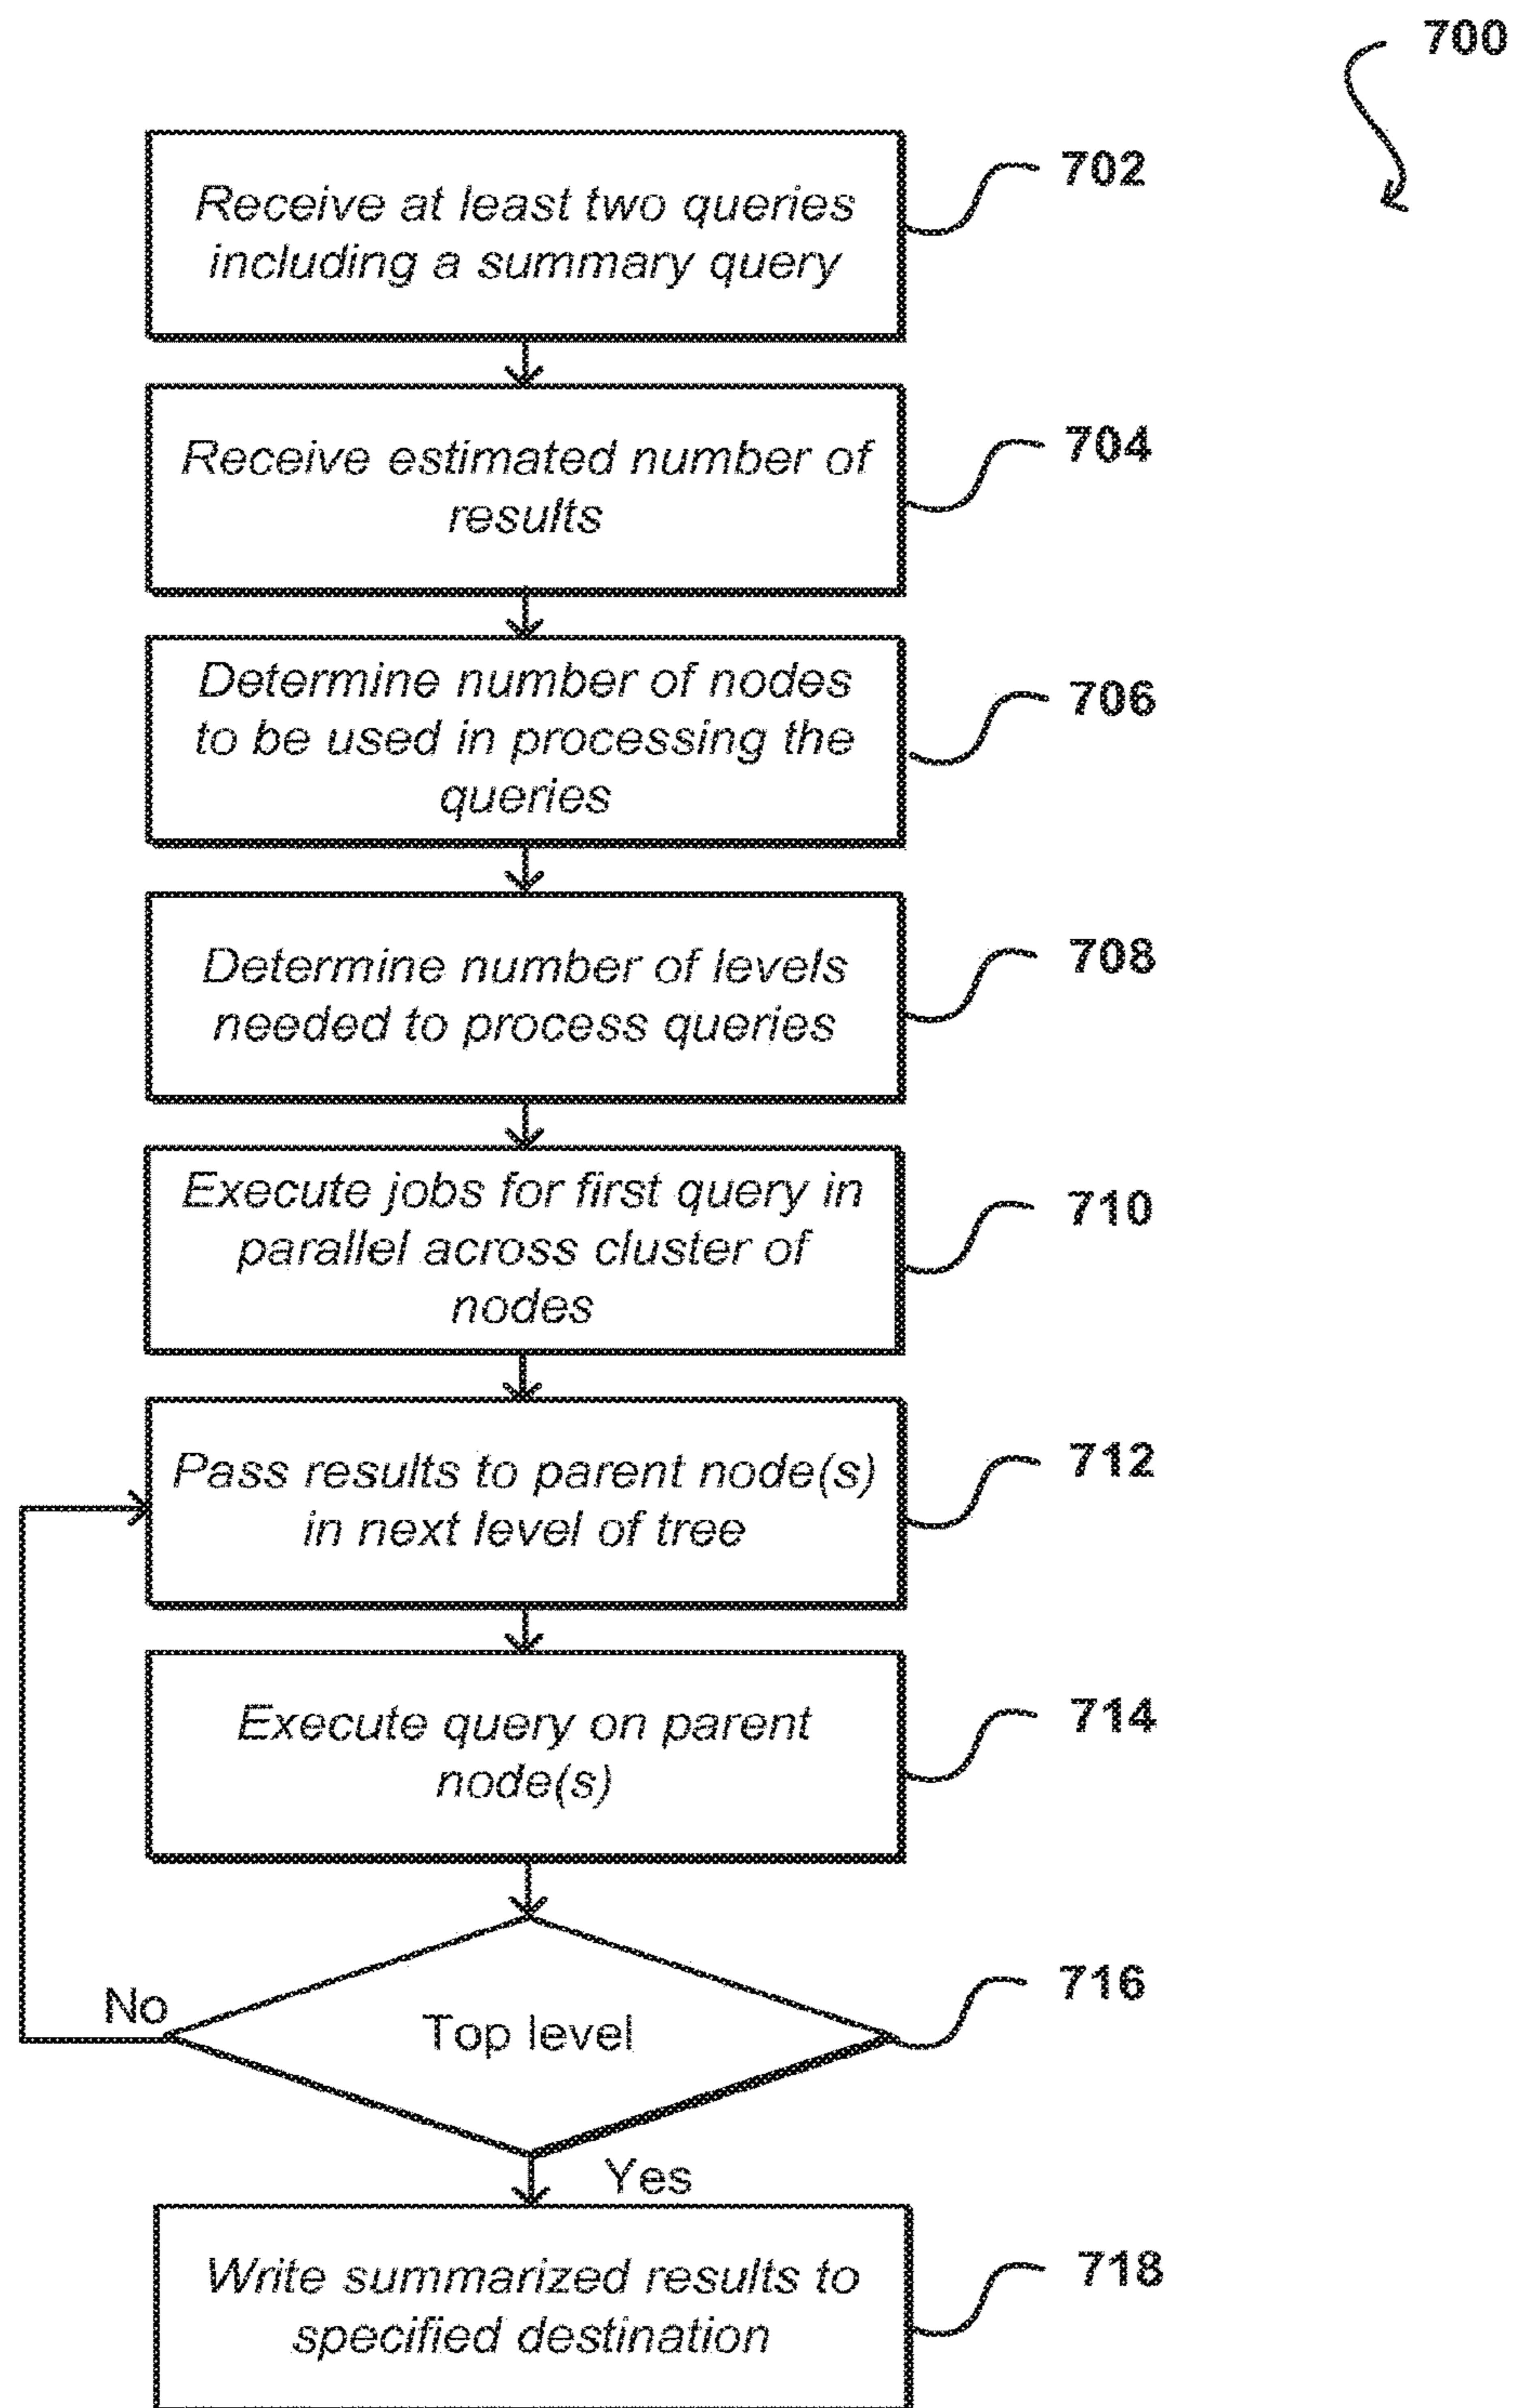 700
Receive at least two queries
including a summary query
702
Receive estimated number of
results
704
Determine number of nodes
to be used in processing the
queries
706
Determine number of levels
needed to process queries
708
Execute jobs for first query in
parallel across cluster of
nodes
710
Pass results to parent node(s)
in next level of tree
712
Execute query on parent
node(s)
714
No
Top level
716
Yes
Write summarized results to
specified destination
718